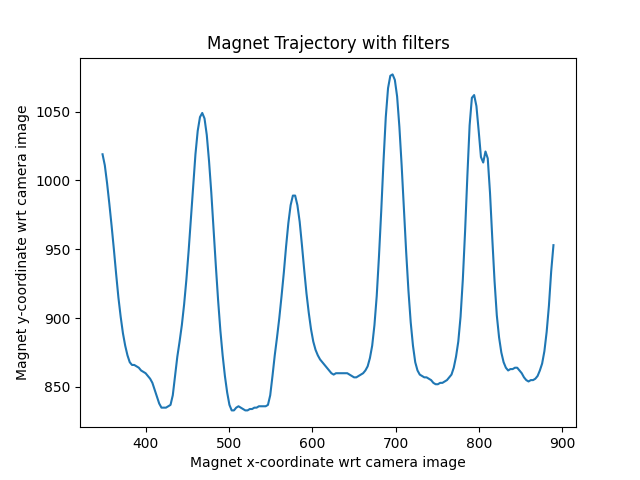 Magnet Trajectory with filters
Magnet y-coordinate wrt camera image
1050
1000
950
900
850
400 500 600 700 800 900
Magnet x-coordinate wrt camera image